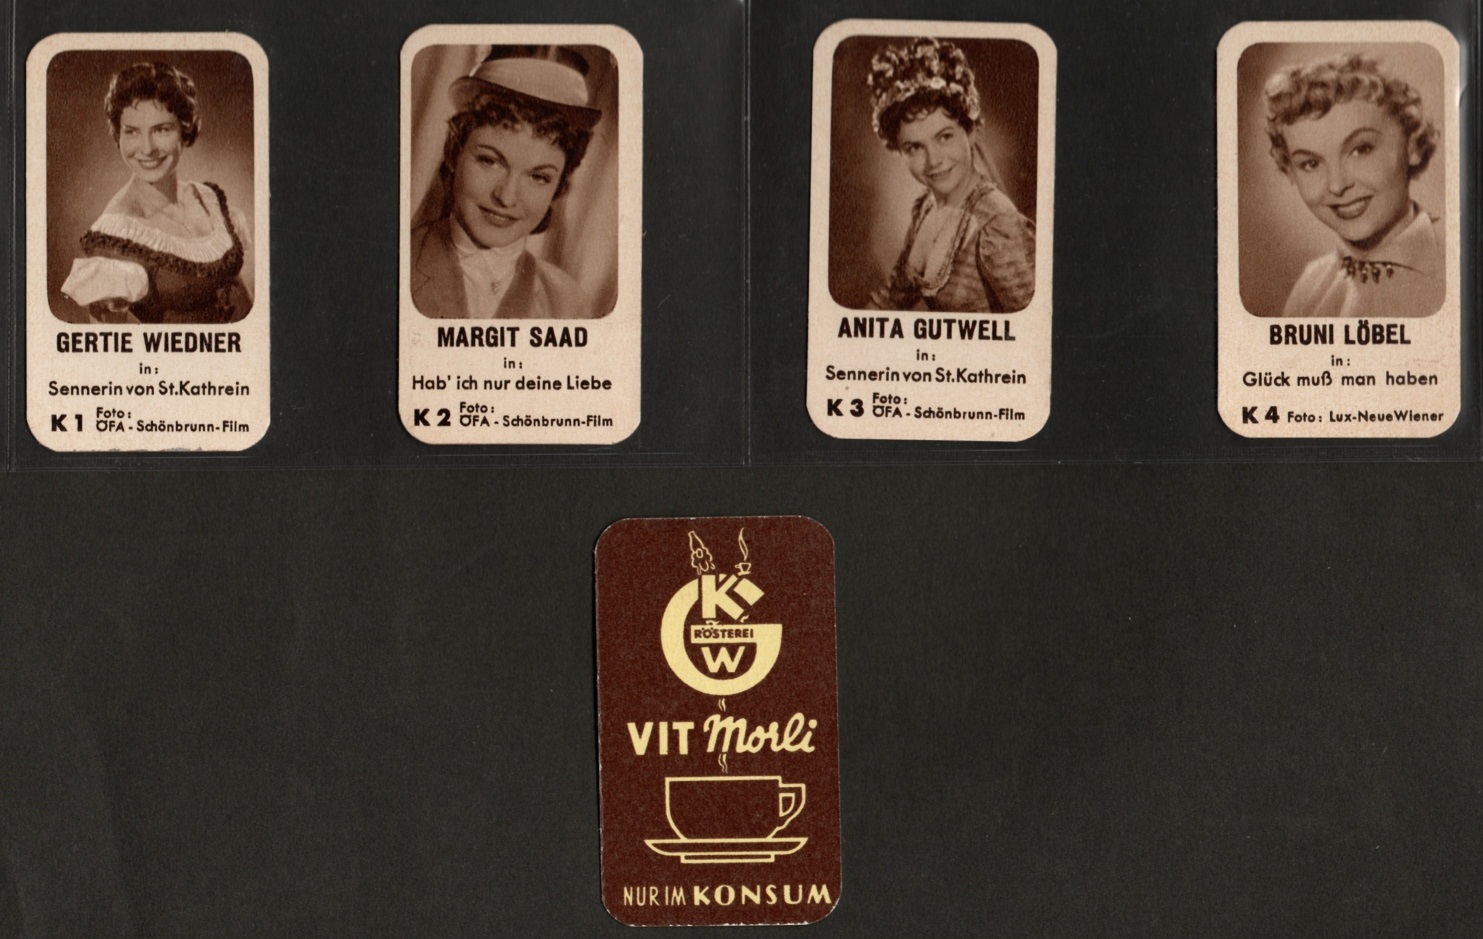 GERTIE WIEDNER
in:
Sennerin von St.Kathrein
K 1 Foto:
ÖFA - Schönbrunn-Film
MARGIT SAAD
in:
Hab' ich nur deine Liebe
K 2 Foto:
ÖFA - Schönbrunn-Film
ANITA GUTWELL
in:
Sennerin von St.Kathrein
K 3 Foto:
ÖFA - Schönbrunn-Film
BRUNI LÖBEL
in:
Glück muß man haben
K 4 Foto: Lux-Neue Wiener
K
G
RÖSTEREI
W
VIT Morli
NUR IM KONSUM